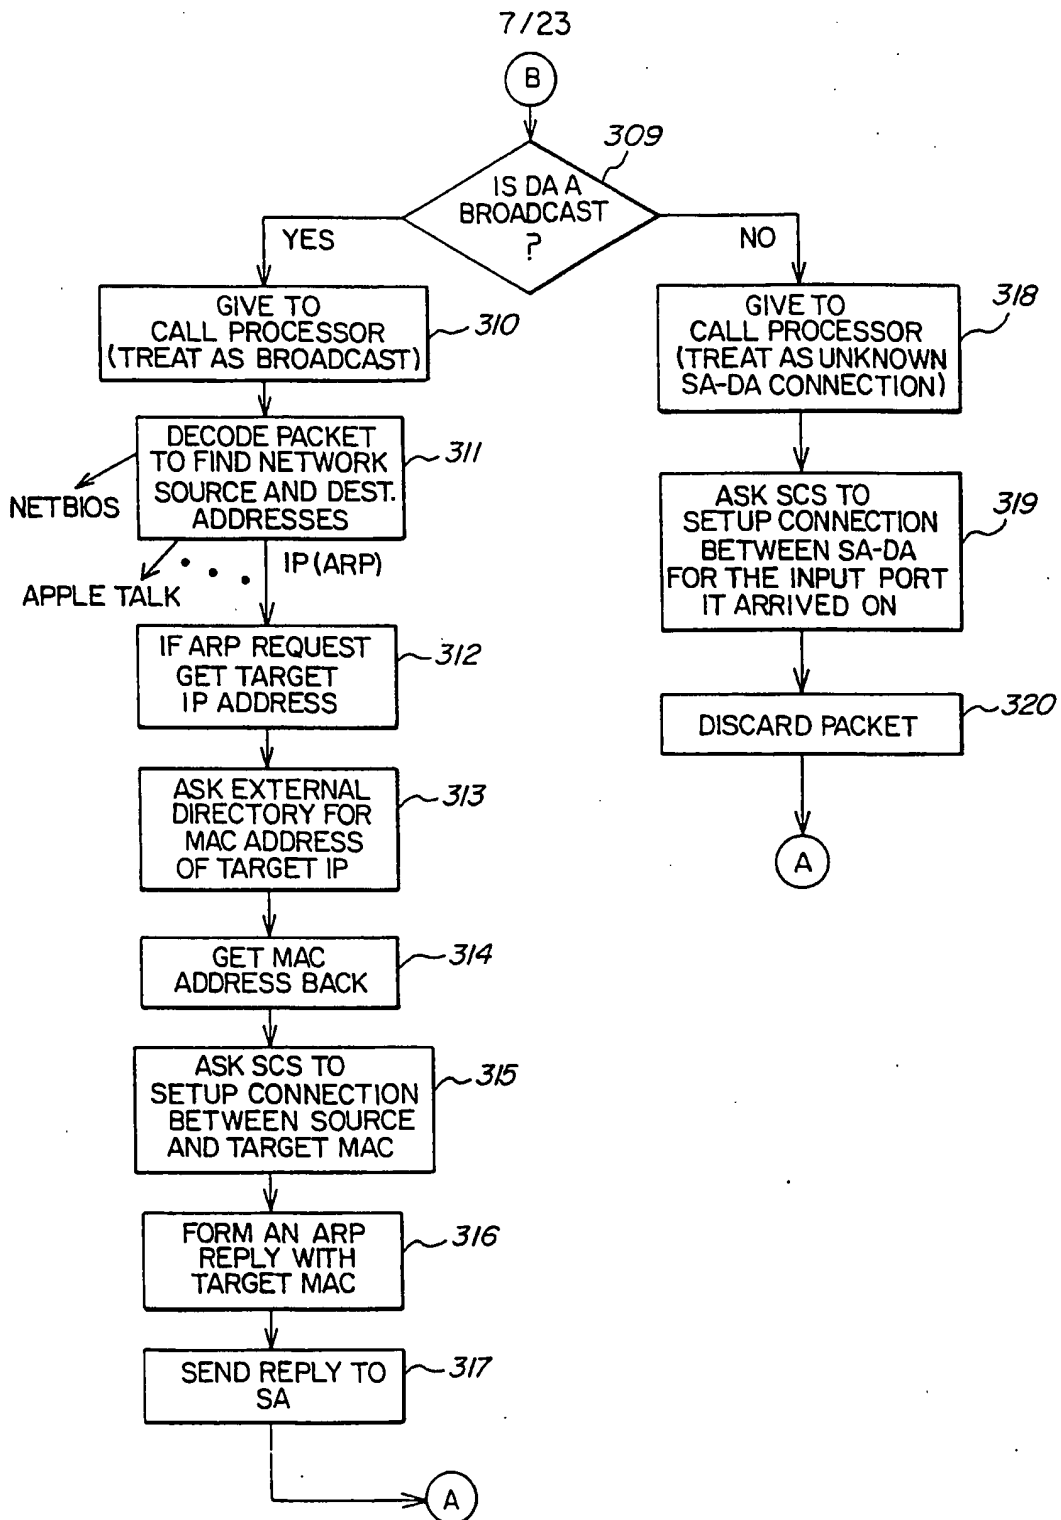 7/23
B
309
IS DA A
BROADCAST
?
YES
NO
GIVE TO
CALL PROCESSOR
(TREAT AS BROADCAST)
310
DECODE PACKET
TO FIND NETWORK
SOURCE AND DEST.
ADDRESSES
311
NETBIOS
APPLE TALK
IP (ARP)
IF ARP REQUEST
GET TARGET
IP ADDRESS
312
ASK EXTERNAL
DIRECTORY FOR
MAC ADDRESS
OF TARGET IP
313
GET MAC
ADDRESS BACK
314
ASK SCS TO
SETUP CONNECTION
BETWEEN SOURCE
AND TARGET MAC
315
FORM AN ARP
REPLY WITH
TARGET MAC
316
SEND REPLY TO
SA
317
A
GIVE TO
CALL PROCESSOR
(TREAT AS UNKNOWN
SA-DA CONNECTION)
318
ASK SCS TO
SETUP CONNECTION
BETWEEN SA-DA
FOR THE INPUT PORT
IT ARRIVED ON
319
DISCARD PACKET
320
A